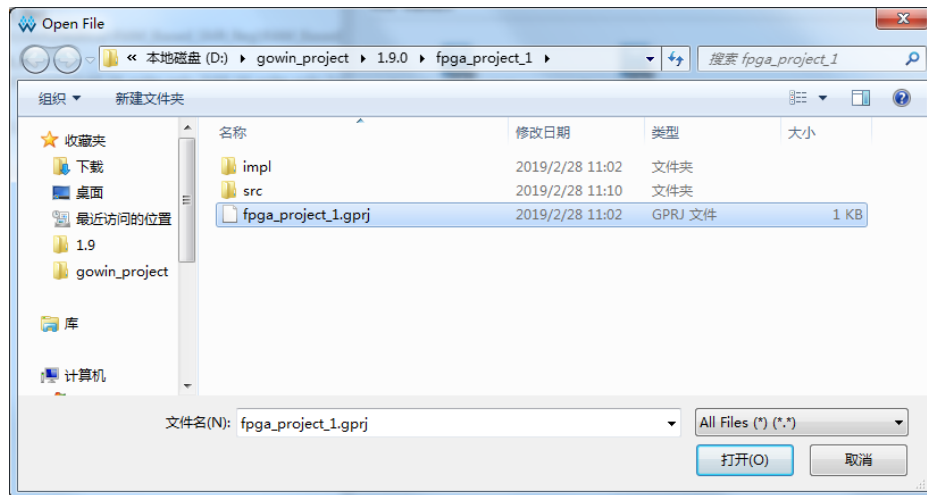 Open File
« 本地磁盘 (D:) ▸ gowin_project ▸ 1.9.0 ▸ fpga_project_1 ▸
搜索 fpga_project_1
组织 新建文件夹
收藏夹
下载
桌面
最近访问的位置
1.9
gowin_project
库
计算机
名称 修改日期 类型 大小
impl 2019/2/28 11:02 文件夹
src 2019/2/28 11:10 文件夹
fpga_project_1.gprj 2019/2/28 11:02 GPRJ 文件 1 KB
文件名(N): fpga_project_1.gprj All Files (*) (*.*)
打开(O) 取消